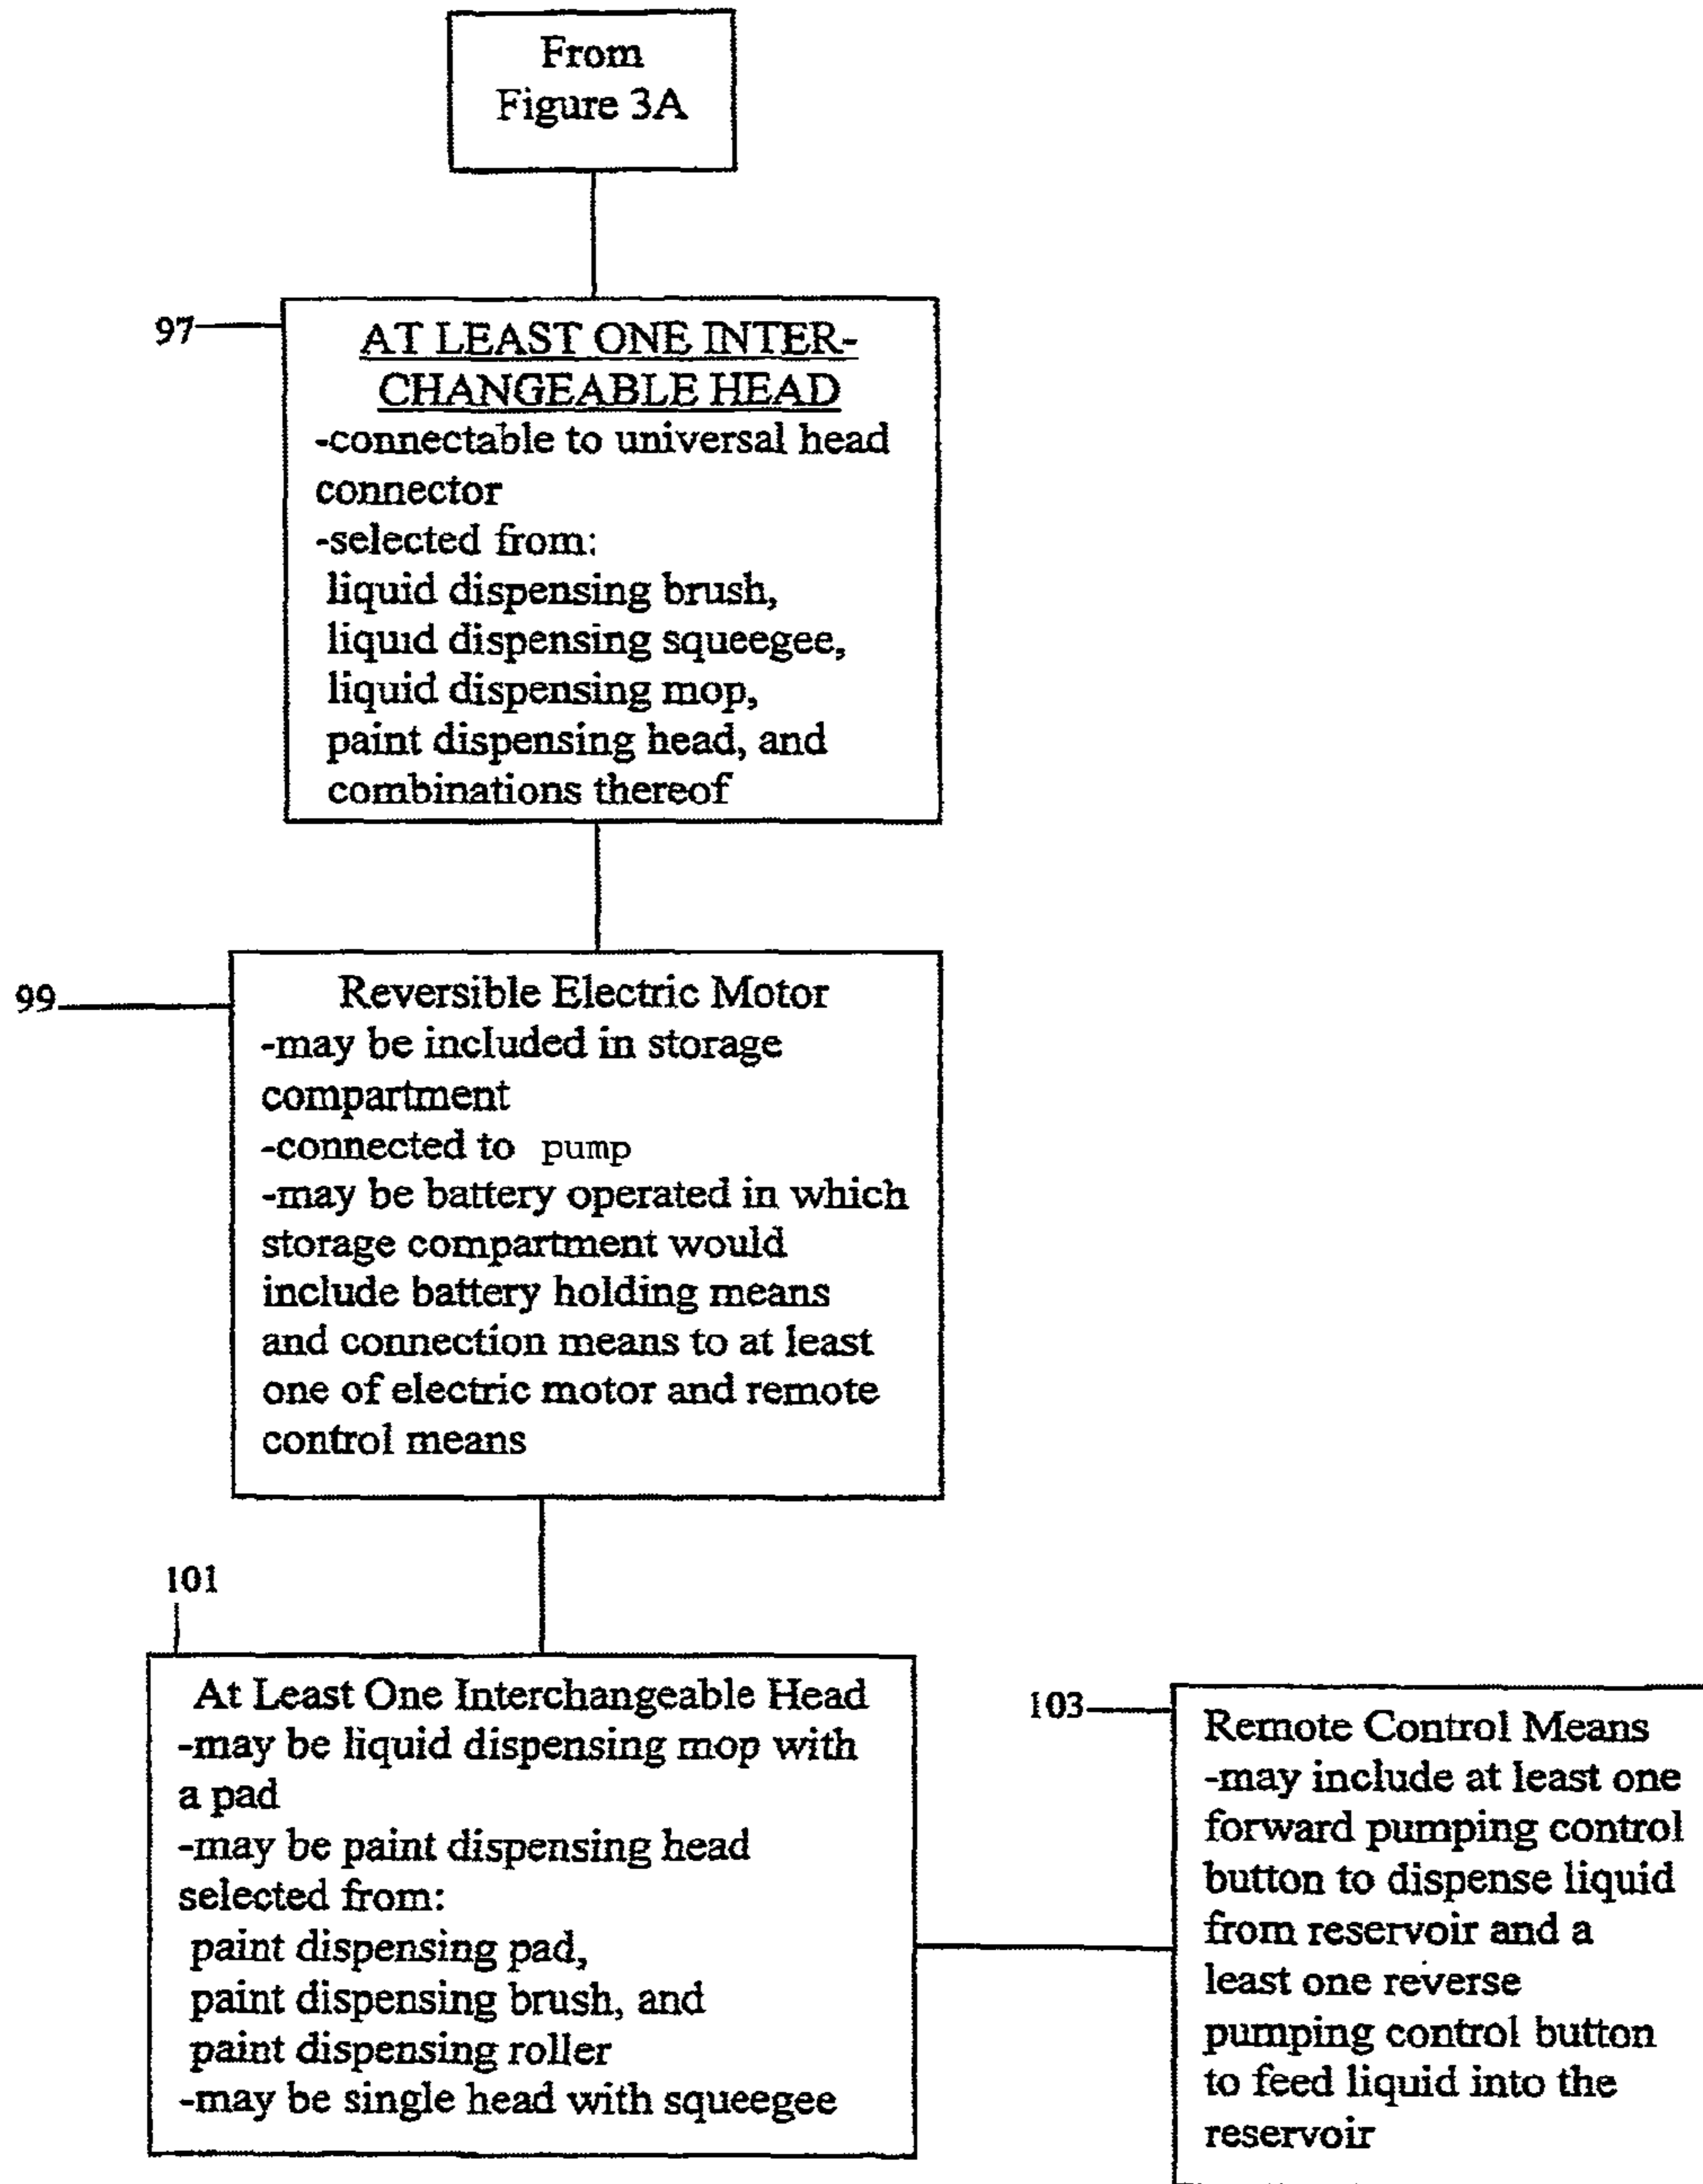 From
Figure 3A
97
AT LEAST ONE INTER-
CHANGEABLE HEAD
-connectable to universal head
connector
-selected from:
liquid dispensing brush,
liquid dispensing squeegee,
liquid dispensing mop,
paint dispensing head, and
combinations thereof
99
Reversible Electric Motor
-may be included in storage
compartment
-connected to pump
-may be battery operated in which
storage compartment would
include battery holding means
and connection means to at least
one of electric motor and remote
control means
101
At Least One Interchangeable Head
-may be liquid dispensing mop with
a pad
-may be paint dispensing head
selected from:
paint dispensing pad,
paint dispensing brush, and
paint dispensing roller
-may be single head with squeegee
103
Remote Control Means
-may include at least one
forward pumping control
button to dispense liquid
from reservoir and a
least one reverse
pumping control button
to feed liquid into the
reservoir